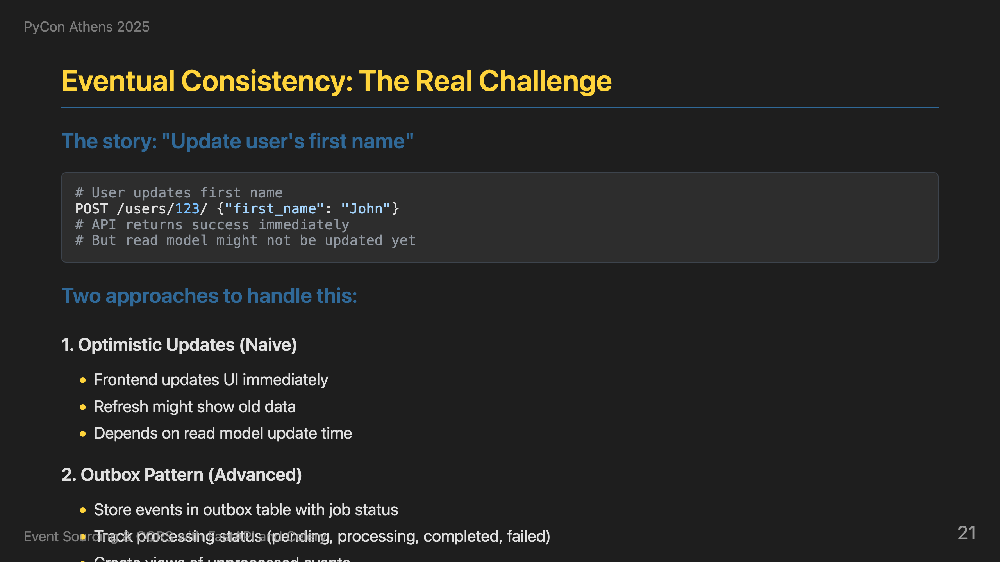 PyCon Athens 2025
Eventual Consistency: The Real Challenge
The story: "Update user's first name"
# User updates first name
POST /users/123/ {"first_name": "John"}
# API returns success immediately
# But read model might not be updated yet
Two approaches to handle this:
1. Optimistic Updates (Naive)
• Frontend updates UI immediately
• Refresh might show old data
• Depends on read model update time
2. Outbox Pattern (Advanced)
• Store events in outbox table with job status
• Track processing status (pending, processing, completed, failed)
Event Sourcing & CQRS with FastAPI and Celery
21
• Create views of unprocessed events